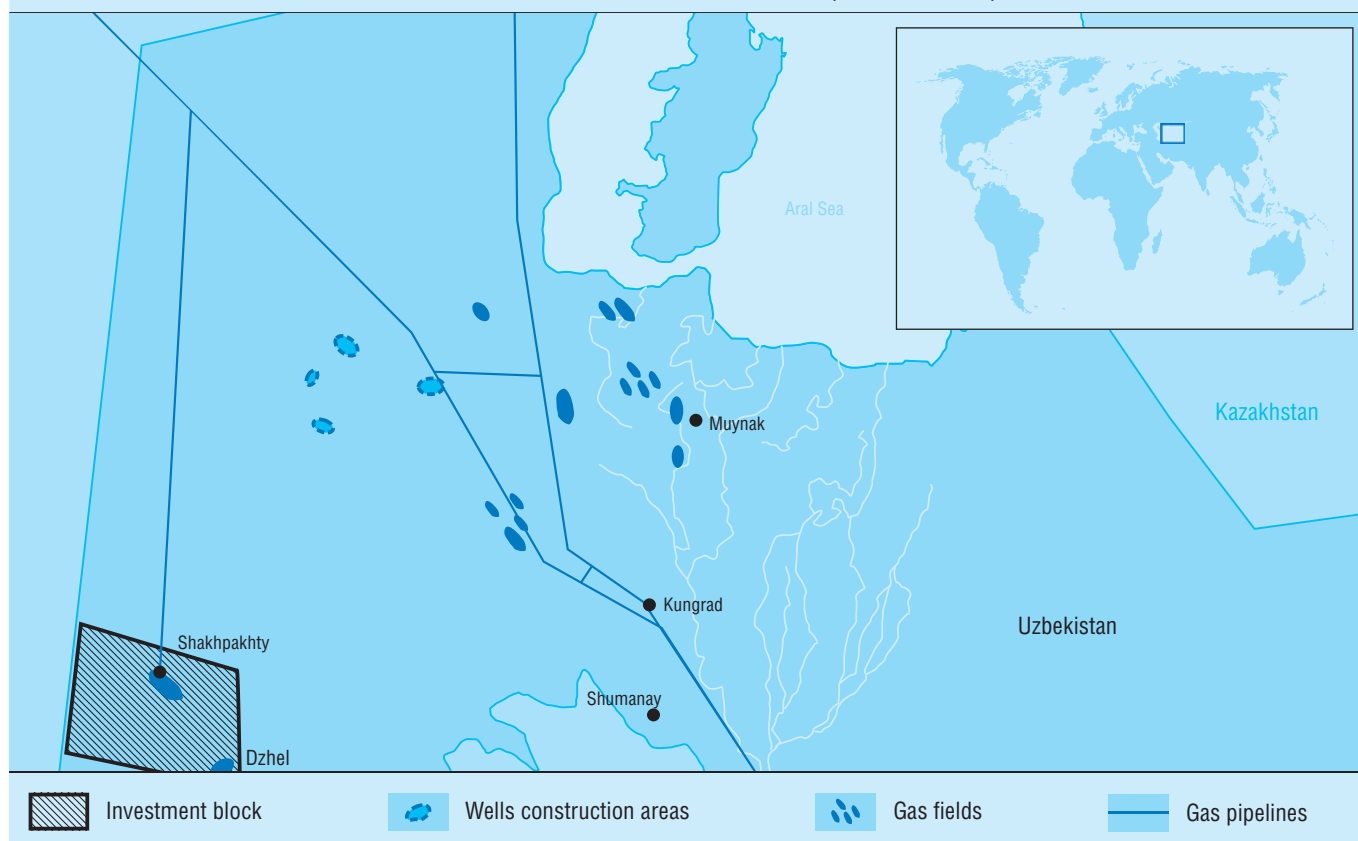 Aral Sea
Kazakhstan
Muynak
Kungrad
Uzbekistan
Shakhpakhty
Shumanay
Dzhel
Investment block
Wells construction areas
Gas fields
Gas pipelines